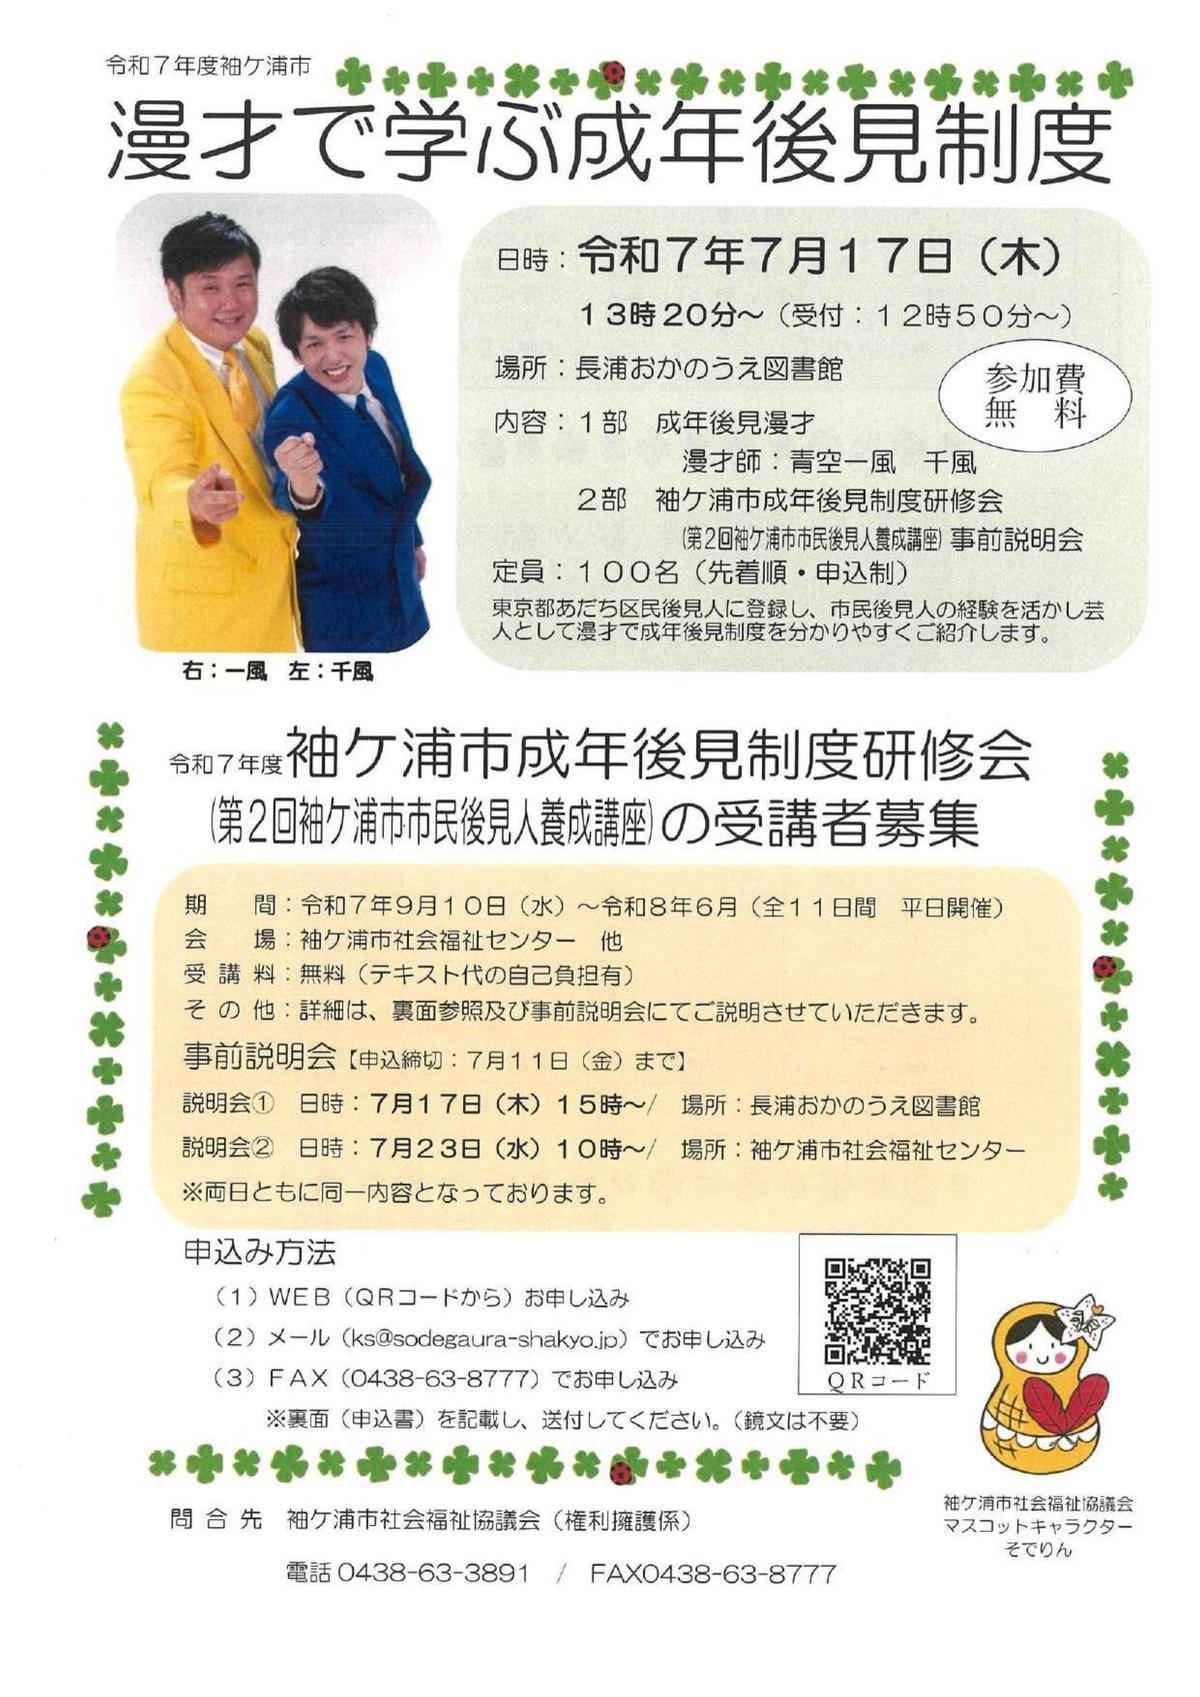 令和７年度袖ケ浦市
漫才で学ぶ成年後見制度
日時：令和７年７月１７日（木）
１３時２０分～（受付：１２時５０分～）
場所：長浦おかのうえ図書館
参加費
無　料
内容：１部　成年後見漫才
漫才師：青空一風　千風
２部　袖ケ浦市成年後見制度研修会
（第２回袖ケ浦市市民後見人養成講座）事前説明会
定員：１００名（先着順・申込制）
東京都あだち区民後見人に登録し、市民後見人の経験を活かし芸
人として漫才で成年後見制度を分かりやすくご紹介します。
右：一風　左：千風
令和７年度袖ケ浦市成年後見制度研修会
（第２回袖ケ浦市市民後見人養成講座）の受講者募集
期　　間：令和７年９月１０日（水）～令和８年６月（全１１日間　平日開催）
会　　場：袖ケ浦市社会福祉センター　他
受 講 料：無料（テキスト代の自己負担有）
そ の 他：詳細は、裏面参照及び事前説明会にてご説明させていただきます。
事前説明会【申込締切：７月１１日（金）まで】
説明会①　日時：７月１７日（木）１５時～/　場所：長浦おかのうえ図書館
説明会②　日時：７月２３日（水）１０時～/　場所：袖ケ浦市社会福祉センター
※両日ともに同一内容となっております。
申込み方法
（１）ＷＥＢ（ＱＲコードから）お申し込み
（２）メール（ks@sodegaura-shakyo.jp）でお申し込み
（３）ＦＡＸ（0438-63-8777）でお申し込み
※裏面（申込書）を記載し、送付してください。（鏡文は不要）
ＱＲコード
袖ケ浦市社会福祉協議会
マスコットキャラクター
そでりん
問 合 先　袖ケ浦市社会福祉協議会（権利擁護係）
電話 0438-63-3891　/　FAX0438-63-8777